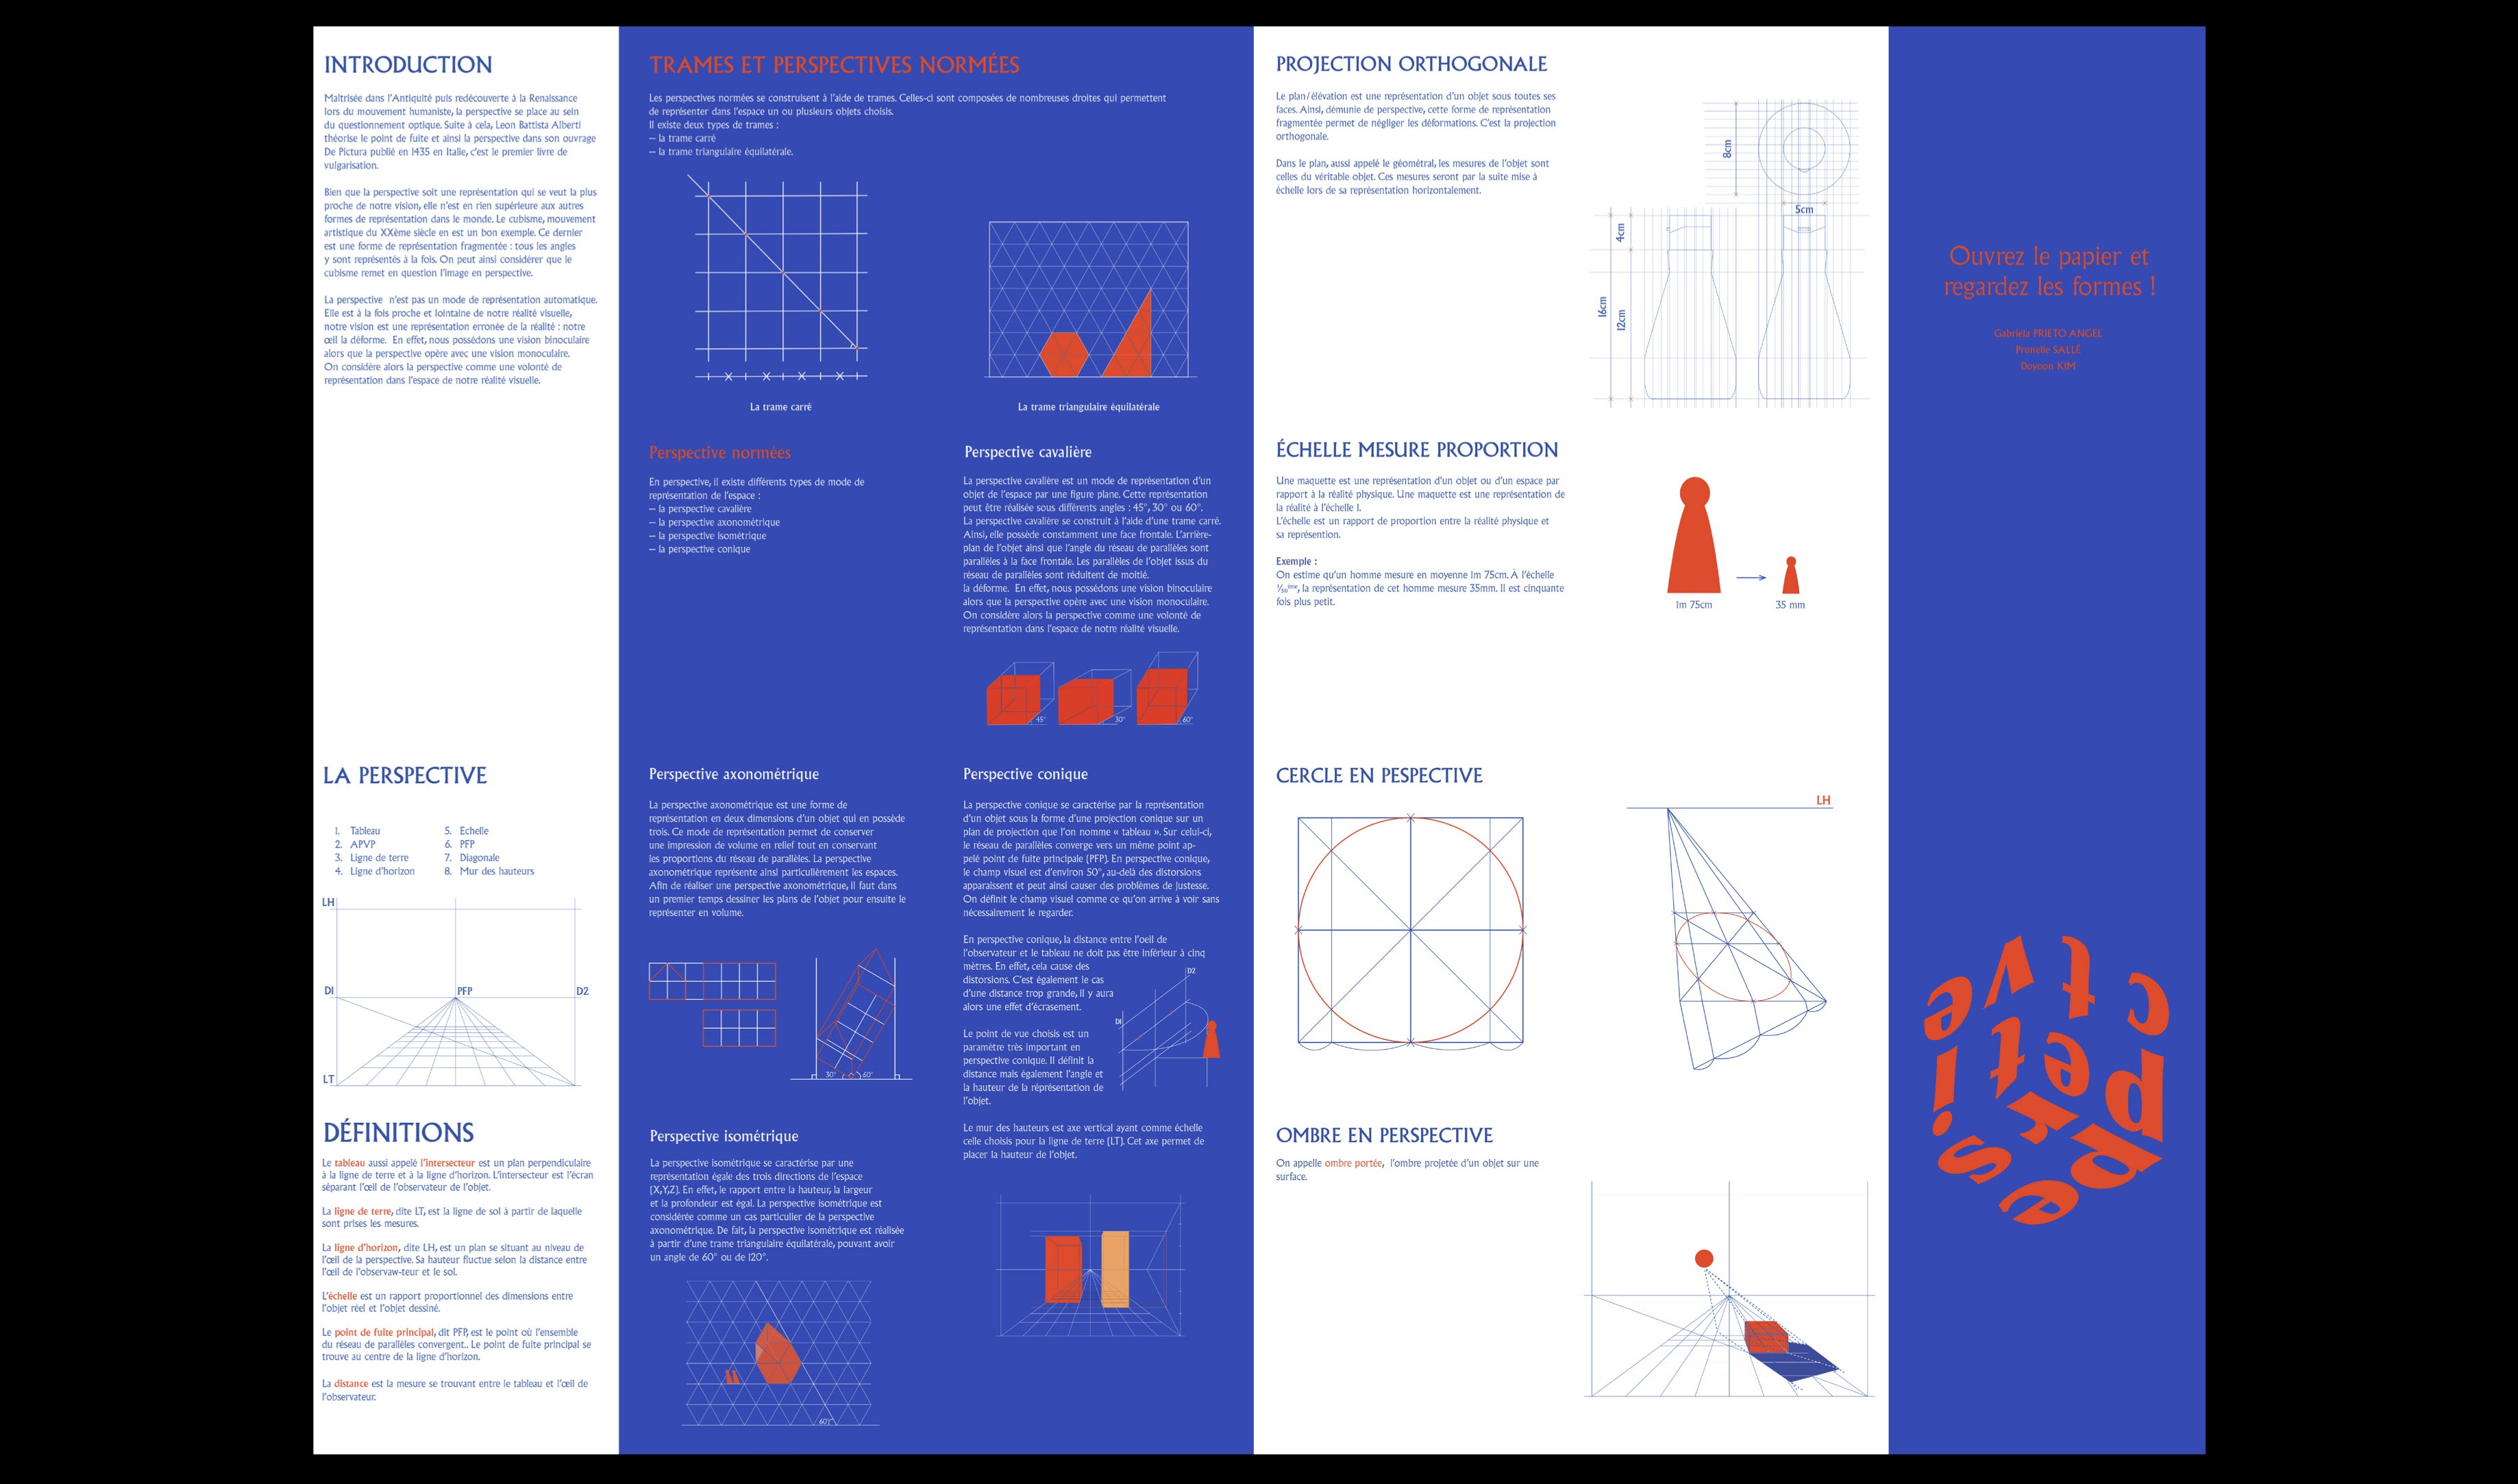 INTRODUCTION
Maîtrisée dans l'Antiquité puis redécouverte à la Renaissance
lors du mouvement humaniste, la perspective se place au sein
du questionnement optique. Suite à cela, Leon Battista Alberti
théorise le point de fuite et ainsi la perspective dans son ouvrage
De Pictura publié en 1435 en Italie, c'est le premier livre de
vulgarisation.
Bien que la perspective soit une représentation qui se veut la plus
proche de notre vision, elle n'est en rien supérieure aux autres
formes de représentation dans le monde. Le cubisme, mouvement
artistique du XXème siècle en est un bon exemple. Ce dernier
est une forme de représentation fragmentée : tous les angles
y sont représentés à la fois. On peut ainsi considérer que le
cubisme remet en question l'image en perspective.
La perspective n'est pas un mode de représentation automatique.
Elle est à la fois proche et lointaine de notre réalité visuelle,
notre vision est une représentation erronée de la réalité : notre
œil la déforme. En effet, nous possédons une vision binoculaire
alors que la perspective opère avec une vision monoculaire.
On considère alors la perspective comme une volonté de
représentation dans l'espace de notre réalité visuelle.
LA PERSPECTIVE
1. Tableau
2. APVP
3. Ligne de terre
4. Ligne d'horizon
5. Echelle
6. PFP
7. Diagonale
8. Mur des hauteurs
LH
D1
PFP
D2
LT
DÉFINITIONS
Le tableau aussi appelé l'intersecteur est un plan perpendiculaire
à la ligne de terre et à la ligne d'horizon. L'intersecteur est l'écran
séparant l'œil de l'observateur de l'objet.
La ligne de terre, dite LT, est la ligne de sol à partir de laquelle
sont prises les mesures.
La ligne d'horizon, dite LH, est un plan se situant au niveau de
l'œil de la perspective. Sa hauteur fluctue selon la distance entre
l'œil de l'observaw-teur et le sol.
L'échelle est un rapport proportionnel des dimensions entre
l'objet réel et l'objet dessiné.
Le point de fuite principal, dit PFP, est le point où l'ensemble
du réseau de parallèles convergent.. Le point de fuite principal se
trouve au centre de la ligne d'horizon.
La distance est la mesure se trouvant entre le tableau et l'œil de
l'observateur.
TRAMES ET PERSPECTIVES NORMÉES
Les perspectives normées se construisent à l'aide de trames. Celles-ci sont composées de nombreuses droites qui permettent
de représenter dans l'espace un ou plusieurs objets choisis.
Il existe deux types de trames :
– la trame carré
– la trame triangulaire équilatérale.
La trame carré
La trame triangulaire équilatérale
Perspective normées
En perspective, il existe différents types de mode de
représentation de l'espace :
– la perspective cavalière
– la perspective axonométrique
– la perspective isométrique
– la perspective conique
Perspective cavalière
La perspective cavalière est un mode de représentation d'un
objet de l'espace par une figure plane. Cette représentation
peut être réalisée sous différents angles : 45°, 30° ou 60°.
La perspective cavalière se construit à l'aide d'une trame carré.
Ainsi, elle possède constamment une face frontale. L'arrière-
plan de l'objet ainsi que l'angle du réseau de parallèles sont
parallèles à la face frontale. Les parallèles de l'objet issus du
réseau de parallèles sont réduitent de moitié.
la déforme. En effet, nous possédons une vision binoculaire
alors que la perspective opère avec une vision monoculaire.
On considère alors la perspective comme une volonté de
représentation dans l'espace de notre réalité visuelle.
45°
30°
60°
Perspective axonométrique
La perspective axonométrique est une forme de
représentation en deux dimensions d'un objet qui en possède
trois. Ce mode de représentation permet de conserver
une impression de volume en relief tout en conservant
les proportions du réseau de parallèles. La perspective
axonométrique représente ainsi particulièrement les espaces.
Afin de réaliser une perspective axonométrique, il faut dans
un premier temps dessiner les plans de l'objet pour ensuite le
représenter en volume.
30°
60°
Perspective isométrique
La perspective isométrique se caractérise par une
représentation égale des trois directions de l'espace
(X,Y,Z). En effet, le rapport entre la hauteur, la largeur
et la profondeur est égal. La perspective isométrique est
considérée comme un cas particulier de la perspective
axonométrique. De fait, la perspective isométrique est réalisée
à partir d'une trame triangulaire équilatérale, pouvant avoir
un angle de 60° ou de 120°.
60°
Perspective conique
La perspective conique se caractérise par la représentation
d'un objet sous la forme d'une projection conique sur un
plan de projection que l'on nomme « tableau ». Sur celui-ci,
le réseau de parallèles converge vers un même point ap-
pelé point de fuite principale (PFP). En perspective conique,
le champ visuel est d'environ 50°, au-delà des distorsions
apparaissent et peut ainsi causer des problèmes de justesse.
On définit le champ visuel comme ce qu'on arrive à voir sans
nécessairement le regarder.
En perspective conique, la distance entre l'oeil de
l'observateur et le tableau ne doit pas être inférieur à cinq
mètres. En effet, cela cause des
distorsions. C'est également le cas
d'une distance trop grande, il y aura
alors une effet d'écrasement.
Le point de vue choisis est un
paramètre très important en
perspective conique. Il définit la
distance mais également l'angle et
la hauteur de la réprésentation de
l'objet.
D2
D1
Le mur des hauteurs est axe vertical ayant comme échelle
celle choisis pour la ligne de terre (LT). Cet axe permet de
placer la hauteur de l'objet.
PROJECTION ORTHOGONALE
Le plan/élévation est une représentation d'un objet sous toutes ses
faces. Ainsi, démunie de perspective, cette forme de représentation
fragmentée permet de négliger les déformations. C'est la projection
orthogonale.
Dans le plan, aussi appelé le géométral, les mesures de l'objet sont
celles du véritable objet. Ces mesures seront par la suite mise à
échelle lors de sa représentation horizontalement.
8cm
5cm
4cm
16cm
12cm
ÉCHELLE MESURE PROPORTION
Une maquette est une représentation d'un objet ou d'un espace par
rapport à la réalité physique. Une maquette est une représentation de
la réalité à l'échelle 1.
L'échelle est un rapport de proportion entre la réalité physique et
sa représention.
Exemple :
On estime qu'un homme mesure en moyenne 1m 75cm. À l'échelle
1/50ème, la représentation de cet homme mesure 35mm. Il est cinquante
fois plus petit.
1m 75cm
35 mm
CERCLE EN PESPECTIVE
LH
OMBRE EN PERSPECTIVE
On appelle ombre portée, l'ombre projetée d'un objet sur une
surface.
Ouvrez le papier et
regardez les formes !
Gabriela PRIETO ANGEL
Prunelle SALLÉ
Doyoon KIM